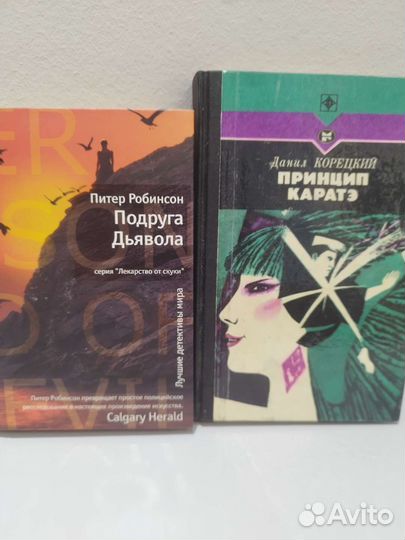 Питер Робинсон
Подруга
Дьявола
серия "Лекарство от скуки"
Лучшие детективы мира
Питер Робинсон превращает простое полицейское
расследование в настоящее произведение искусства.
Calgary Herald
Данил КОРЕЦКИЙ
ПРИНЦИП
КАРАТЭ
Avito